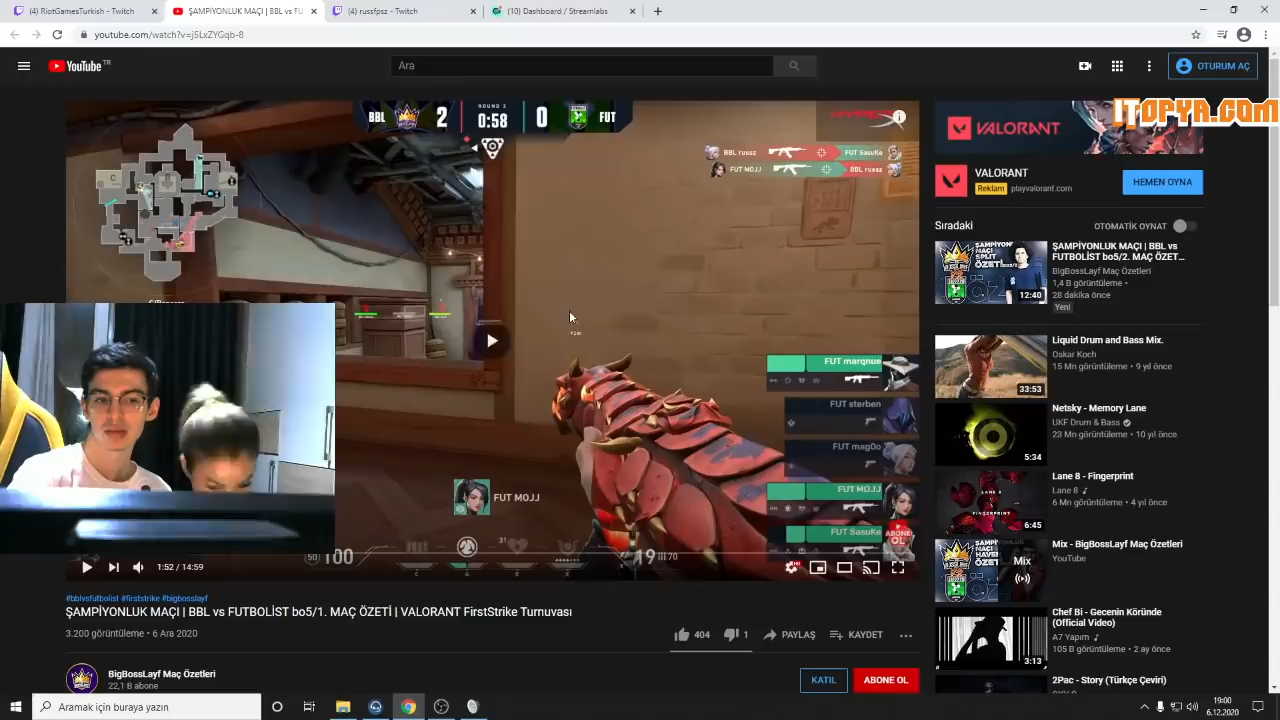 (4) RiotGamesTurkish - Twitch
ŞAMPİYONLUK MAÇI | BBL vs F
(4) russfpsz - Twitch
(10) Dashboard / Streamlabs
youtube.com/watch?v=j5LxZYGqb-8
YouTube TR
Ara
OTURUM AÇ
ITOPYA.COM
BBL
2
ROUND 3
0:58
0
FUT
BBL russz
FUT SasuKe
FUT MOJJ
BBL russz
FUT marqnue
FUT sterben
FUT mag0o
FUT MOJJ
FUT SasuKe
FUT MOJJ
50
100
19
70
ABONE OL
1:52 / 14:59
#bblvsfutbolist #firststrike #bigbosslayf
ŞAMPİYONLUK MAÇI | BBL vs FUTBOLİST bo5/1. MAÇ ÖZETİ | VALORANT FirstStrike Turnuvası
3.200 görüntüleme • 6 Ara 2020
404
1
PAYLAŞ
KAYDET
BigBossLayf Maç Özetleri
22,1 B abone
KATIL
ABONE OL
VALORANT
VALORANT
Reklam playvalorant.com
HEMEN OYNA
Sıradaki
OTOMATİK OYNAT
12:40
ŞAMPİYONLUK MAÇI | BBL vs
FUTBOLİST bo5/2. MAÇ ÖZET...
BigBossLayf Maç Özetleri
1,4 B görüntüleme •
28 dakika önce
Yeni
33:53
Liquid Drum and Bass Mix.
Oskar Koch
15 Mn görüntüleme • 9 yıl önce
5:34
Netsky - Memory Lane
UKF Drum & Bass
23 Mn görüntüleme • 10 yıl önce
6:45
Lane 8 - Fingerprint
Lane 8
6 Mn görüntüleme • 4 yıl önce
Mix
Mix - BigBossLayf Maç Özetleri
YouTube
3:13
Chef Bi - Gecenin Köründe
(Official Video)
A7 Yapım
105 B görüntüleme • 2 ay önce
2Pac - Story (Türkçe Çeviri)
Aramak için buraya yazın
19:00
6.12.2020